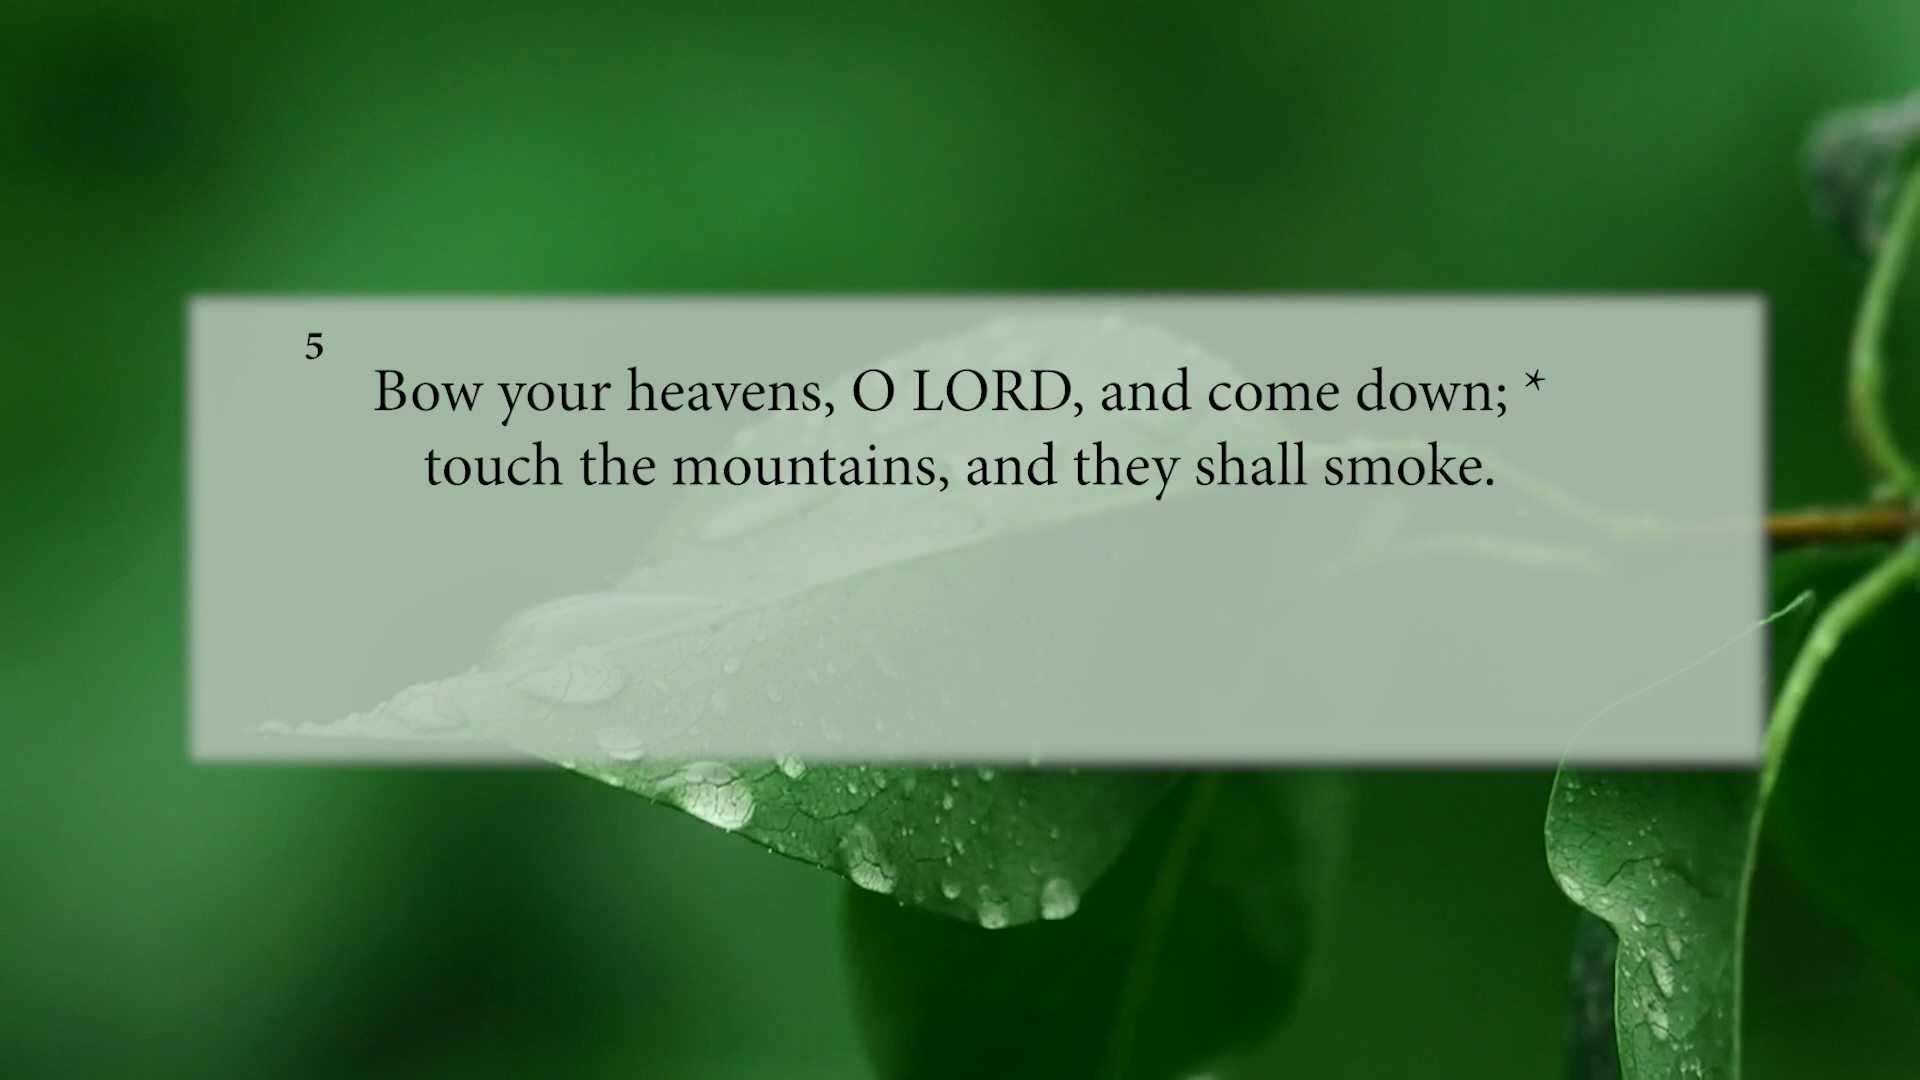 5
Bow your heavens, O LORD, and come down; *
touch the mountains, and they shall smoke.